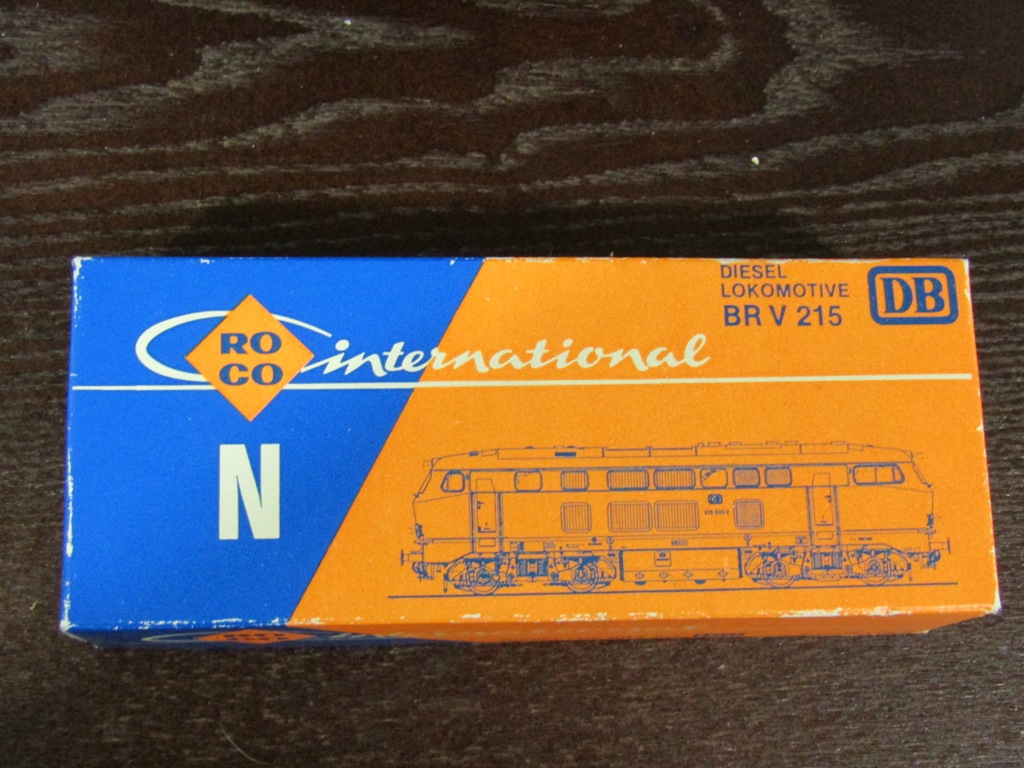 RO
CO
international
N
DIESEL
LOKOMOTIVE
BR V 215
DB